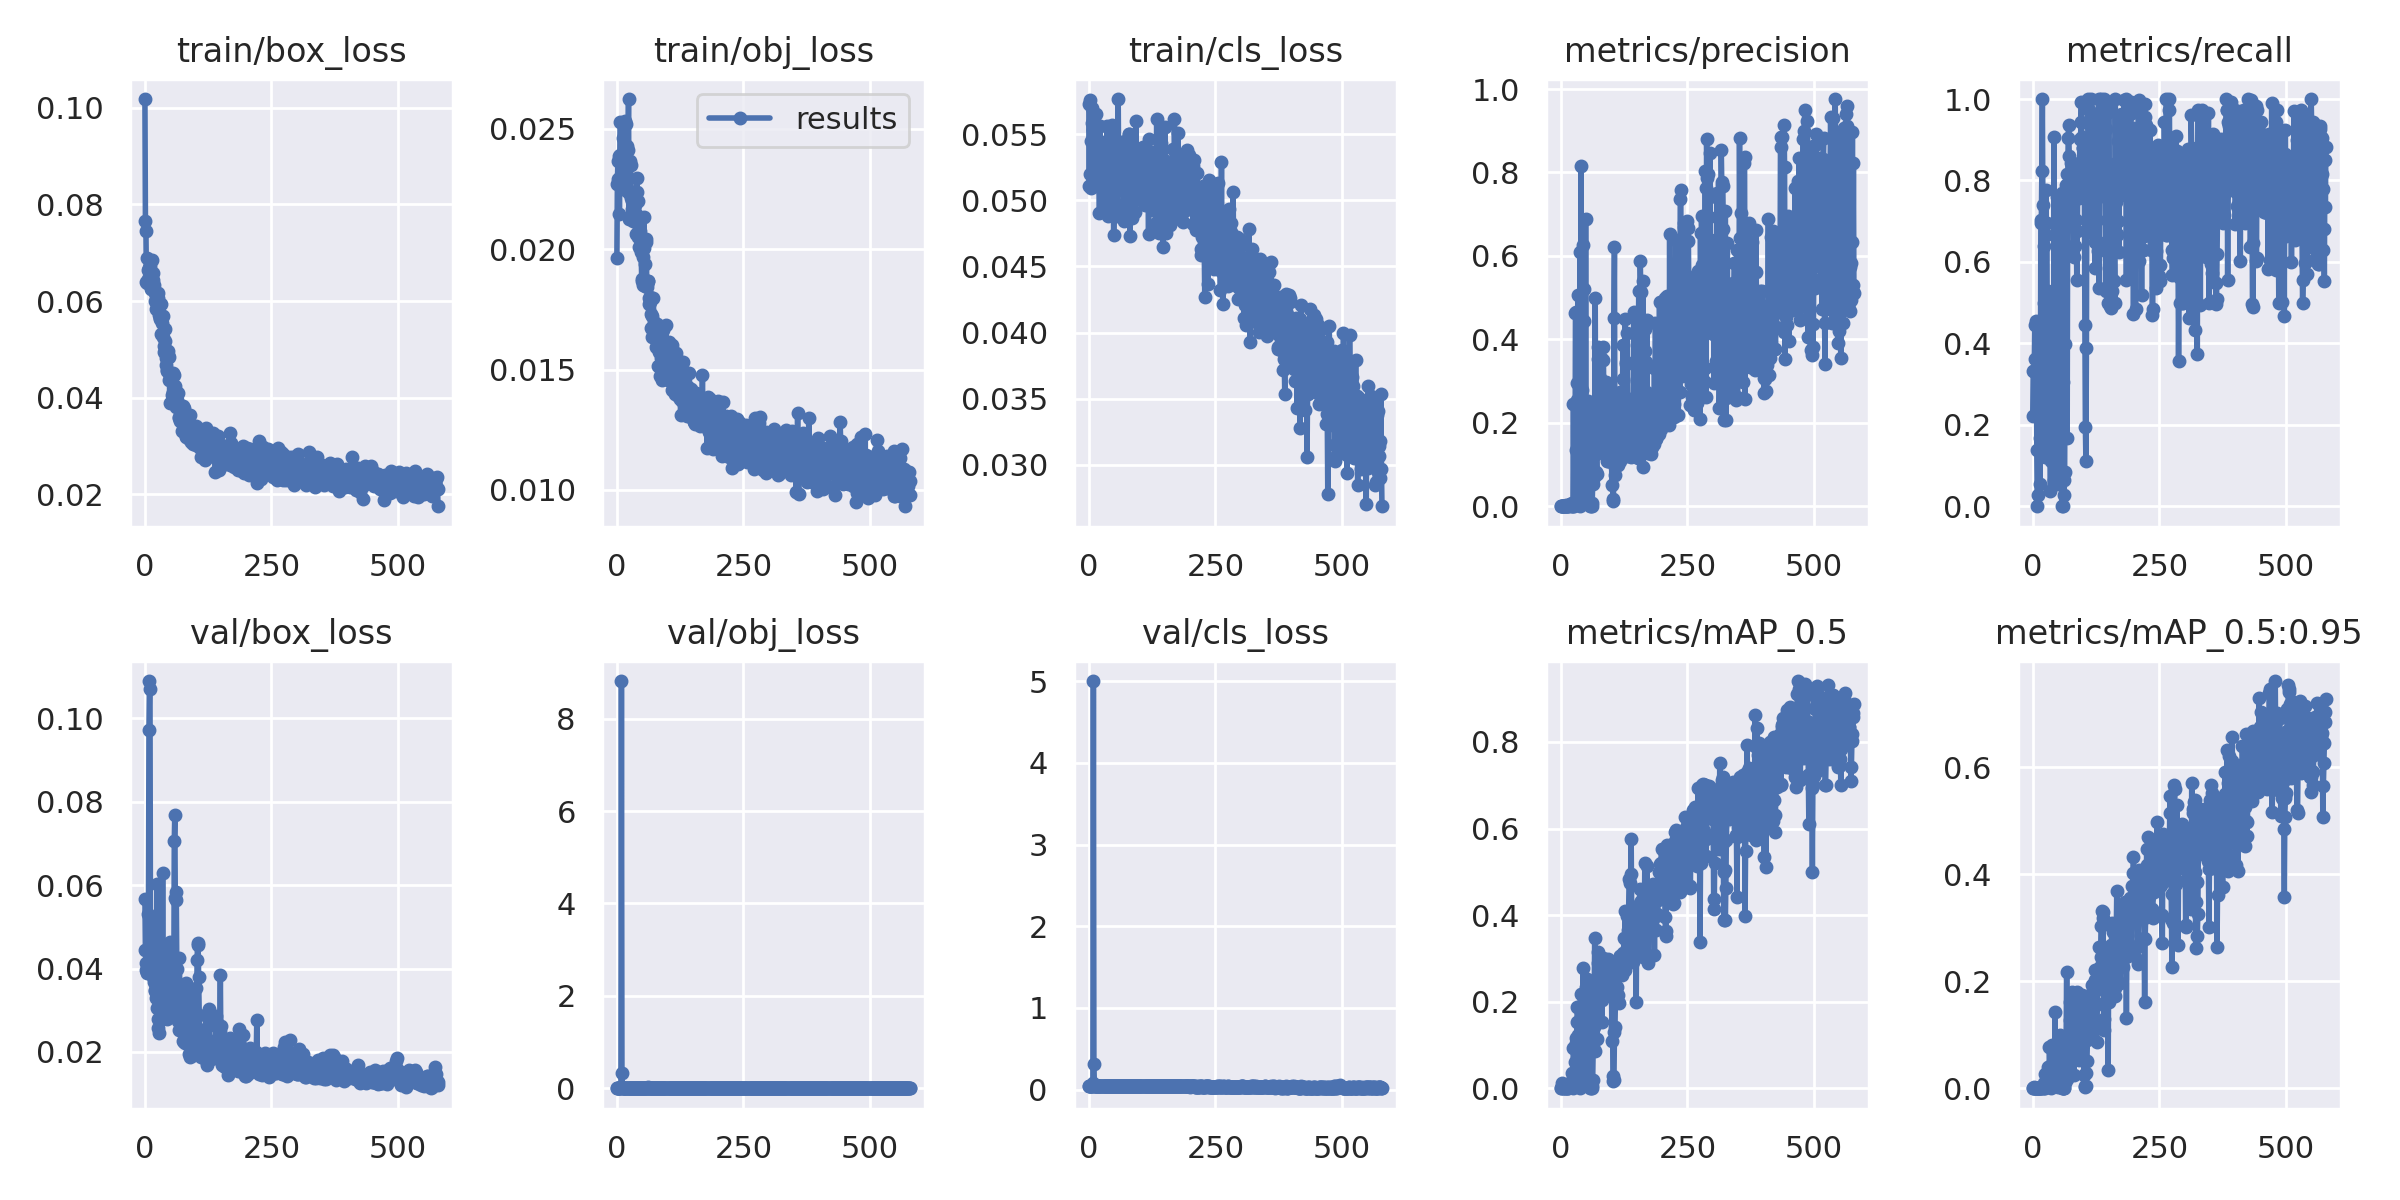 train/box_loss
train/obj_loss
train/cls_loss
metrics/precision
metrics/recall
0.10
0.08
0.06
0.04
0.02
0 250 500
results
0.025
0.020
0.015
0.010
0 250 500
0.055
0.050
0.045
0.040
0.035
0.030
0 250 500
1.0
0.8
0.6
0.4
0.2
0.0
0 250 500
1.0
0.8
0.6
0.4
0.2
0.0
0 250 500
val/box_loss
val/obj_loss
val/cls_loss
metrics/mAP_0.5
metrics/mAP_0.5:0.95
0.10
0.08
0.06
0.04
0.02
0 250 500
8
6
4
2
0
0 250 500
5
4
3
2
1
0
0 250 500
0.8
0.6
0.4
0.2
0.0
0 250 500
0.6
0.4
0.2
0.0
0 250 500